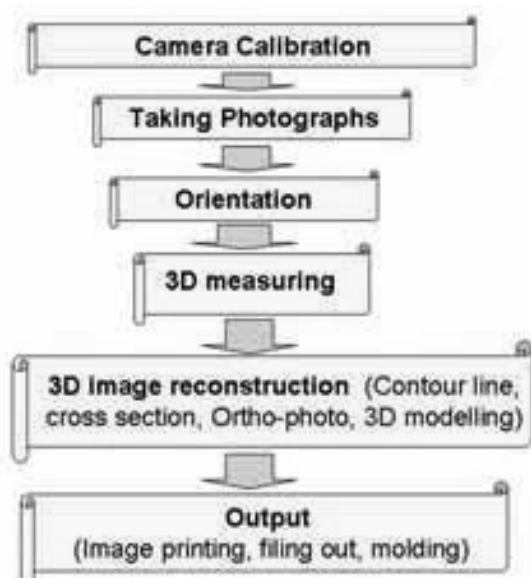 Camera Calibration
Taking Photographs
Orientation
3D measuring
3D image reconstruction (Contour line,
cross section, Ortho-photo, 3D modelling)
Output
(Image printing, filing out, molding)